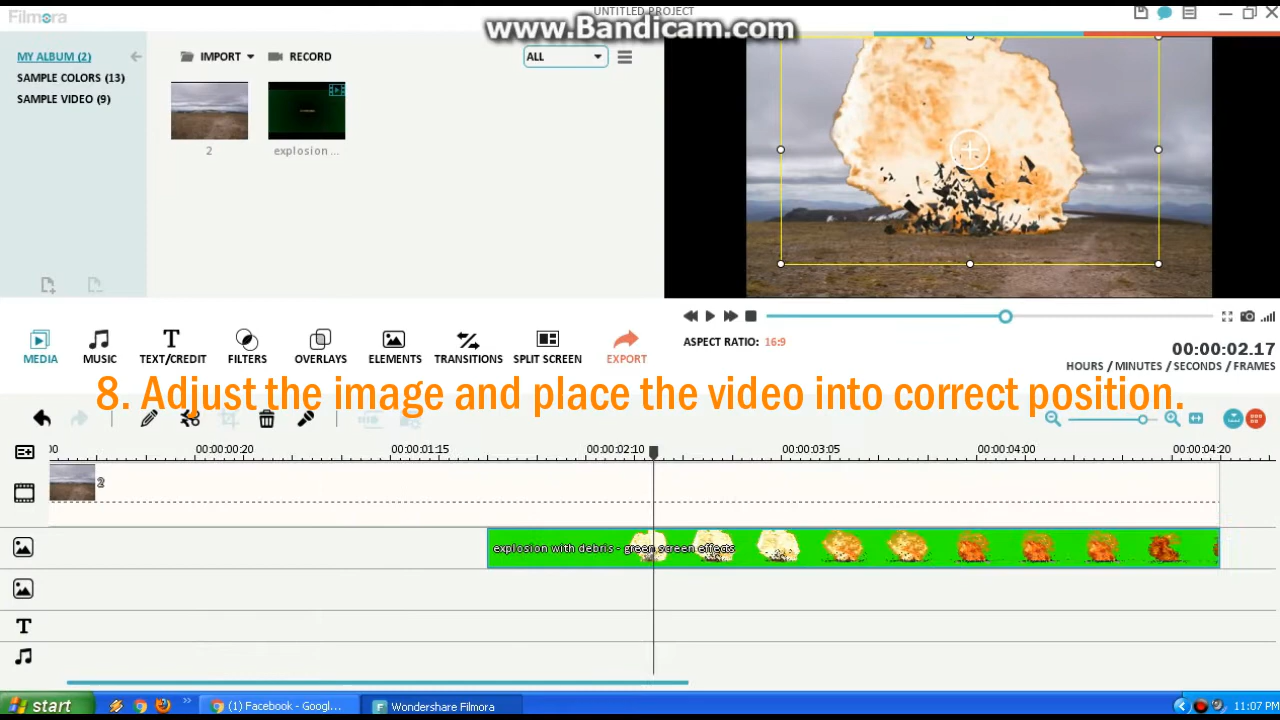 Filmora
UNTITLED PROJECT
www.Bandicam.com
MY ALBUM (2)
SAMPLE COLORS (13)
SAMPLE VIDEO (9)
IMPORT
RECORD
ALL
2
explosion ...
MEDIA
MUSIC
TEXT/CREDIT
FILTERS
OVERLAYS
ELEMENTS
TRANSITIONS
SPLIT SCREEN
EXPORT
ASPECT RATIO: 16:9
00:00:02.17
HOURS / MINUTES / SECONDS / FRAMES
8. Adjust the image and place the video into correct position.
:00 00:00:00:20 00:00:01:15 00:00:02:10 00:00:03:05 00:00:04:00 00:00:04:20
2
explosion with debris - green screen effects
T
start
(1) Facebook - Googl...
Wondershare Filmora
11:07 PM